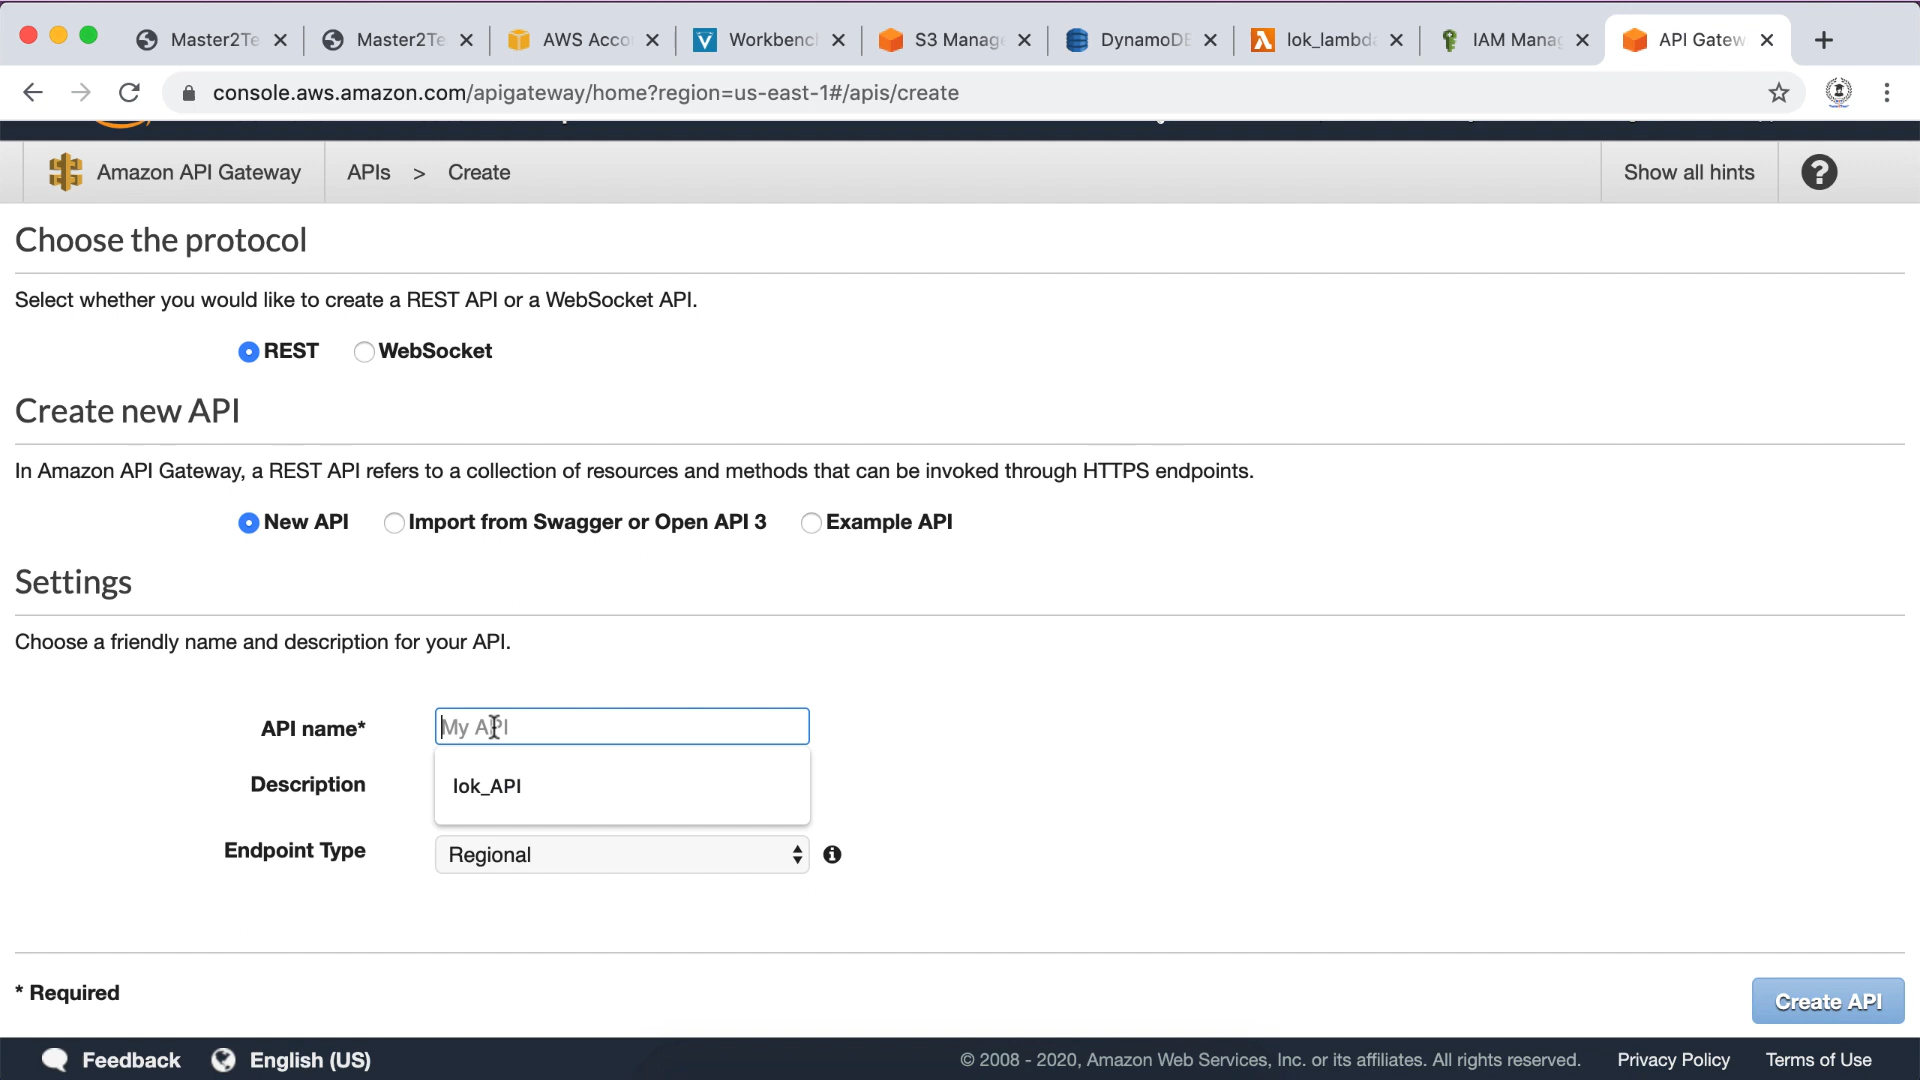 Master2Te
Master2Te
AWS Acco
Workbench
S3 Manage
DynamoDB
lok_lambda
IAM Manag
API Gatew
console.aws.amazon.com/apigateway/home?region=us-east-1#/apis/create
Amazon API Gateway
APIs > Create
Show all hints
?
Choose the protocol
Select whether you would like to create a REST API or a WebSocket API.
REST WebSocket
Create new API
In Amazon API Gateway, a REST API refers to a collection of resources and methods that can be invoked through HTTPS endpoints.
New API Import from Swagger or Open API 3 Example API
Settings
Choose a friendly name and description for your API.
API name* My API
lok_API
Description
Endpoint Type Regional
* Required
Create API
Feedback English (US)
© 2008 - 2020, Amazon Web Services, Inc. or its affiliates. All rights reserved. Privacy Policy Terms of Use